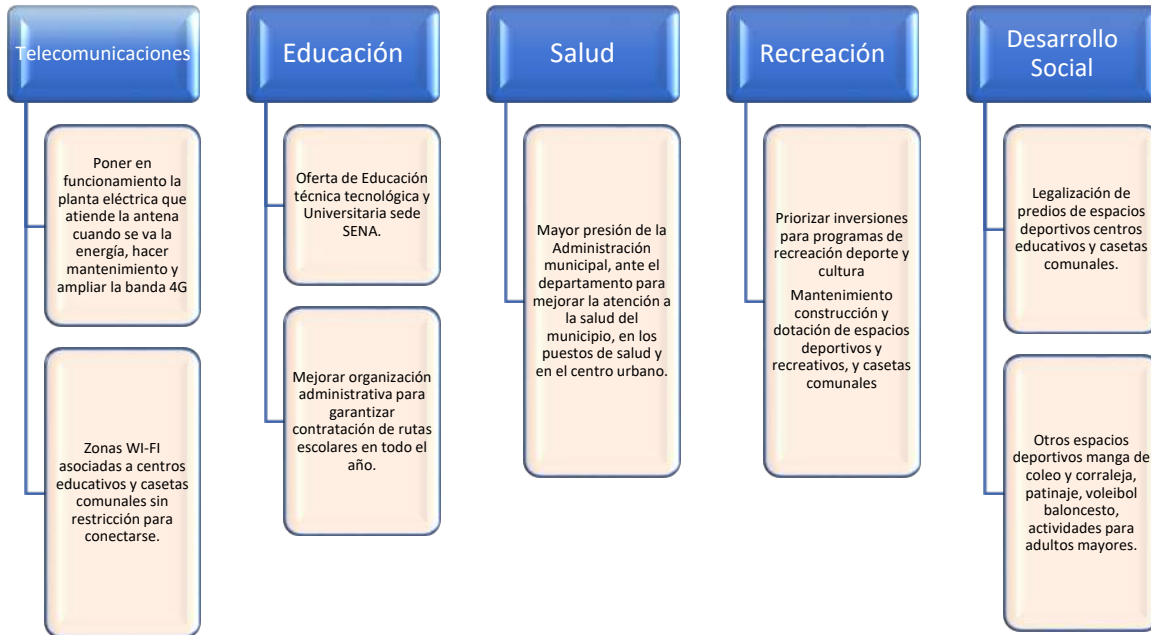 Telecomunicaciones
Poner en
funcionamiento la
planta eléctrica que
atiende la antena
cuando se va la
energía, hacer
mantenimiento y
ampliar la banda 4G
Zonas WI-FI
asociadas a centros
educativos y casetas
comunales sin
restricción para
conectarse.
Educación
Oferta de Educación
técnica tecnológica y
Universitaria sede
SENA.
Mejorar organización
administrativa para
garantizar
contratación de rutas
escolares en todo el
año.
Salud
Mayor presión de la
Administración
municipal, ante el
departamento para
mejorar la atención a
la salud del
municipio, en los
puestos de salud y
en el centro urbano.
Recreación
Priorizar inversiones
para programas de
recreación deporte y
cultura
Mantenimiento
construcción y
dotación de espacios
deportivos y
recreativos, y casetas
comunales
Desarrollo
Social
Legalización de
predios de espacios
deportivos centros
educativos y casetas
comunales.
Otros espacios
deportivos manga de
coleo y corraleja,
patinaje, voleibol
baloncesto,
actividades para
adultos mayores.